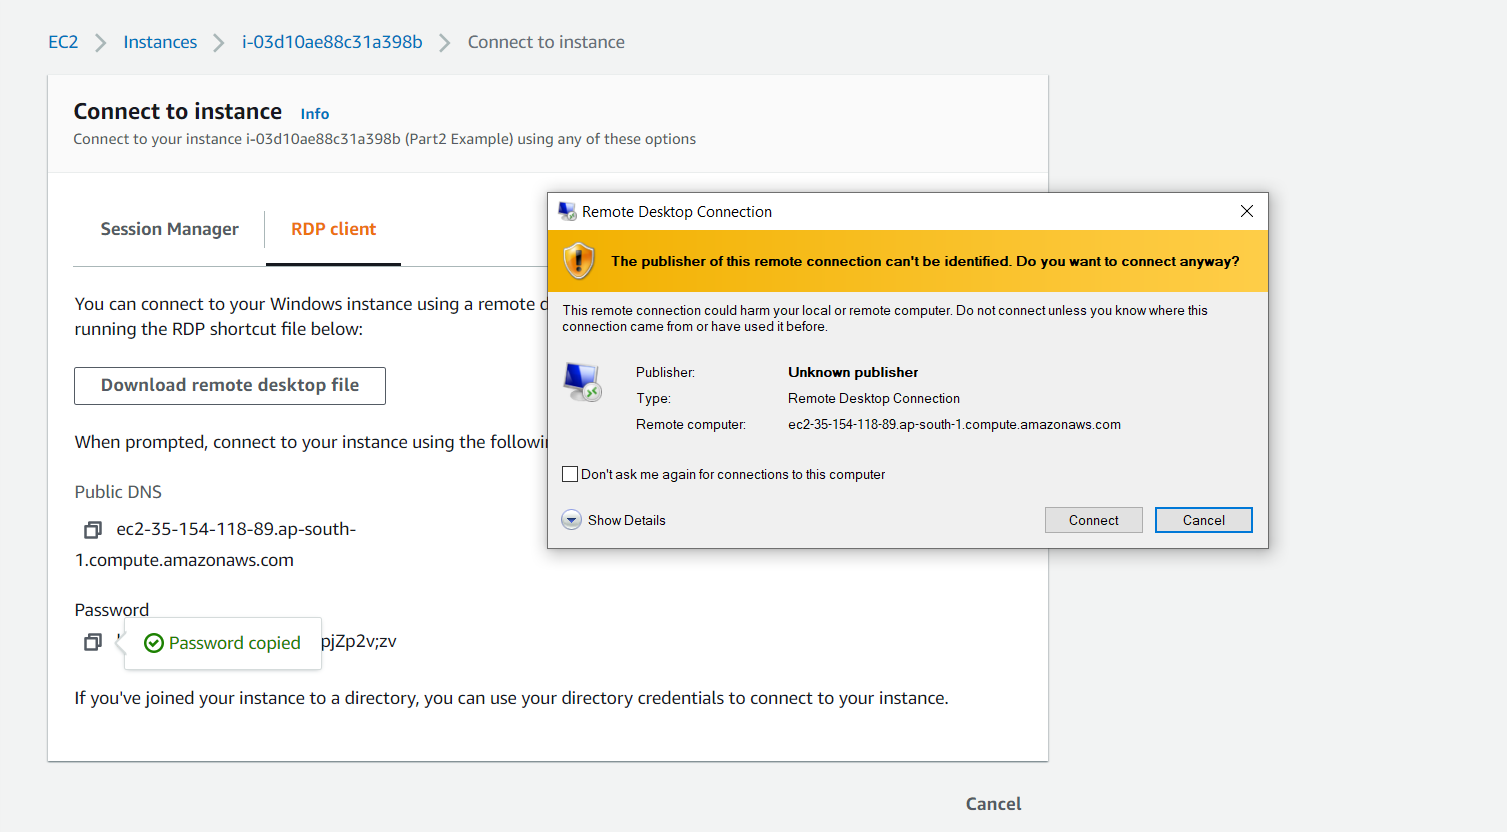 EC2 Instances i-03d10ae88c31a398b Connect to instance
Connect to instance Info
Connect to your instance i-03d10ae88c31a398b (Part2 Example) using any of these options
Session Manager RDP client
You can connect to your Windows instance using a remote
running the RDP shortcut file below:
Download remote desktop file
When prompted, connect to your instance using the
Public DNS
ec2-35-154-118-89.ap-south-
1.compute.amazonaws.com
Password
Password copied
pjZp2v;zv
If you've joined your instance to a directory, you can use your directory credentials to connect to your instance.
Cancel
Remote Desktop Connection
The publisher of this remote connection can't be identified. Do you want to connect anyway?
This remote connection could harm your local or remote computer. Do not connect unless you know where this
connection came from or have used it before.
Publisher: Unknown publisher
Type: Remote Desktop Connection
Remote computer: ec2-35-154-118-89.ap-south-1.compute.amazonaws.com
Don't ask me again for connections to this computer
Show Details
Connect
Cancel